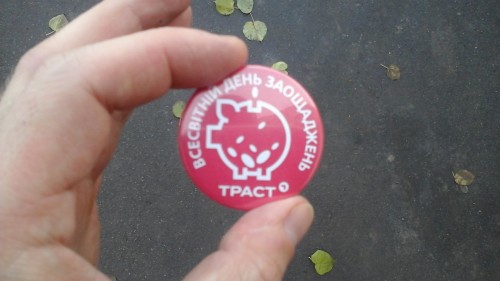 ВСЕСВІТНІЙ ДЕНЬ ЗАОЩАДЖЕНЬ
ТРАСТ